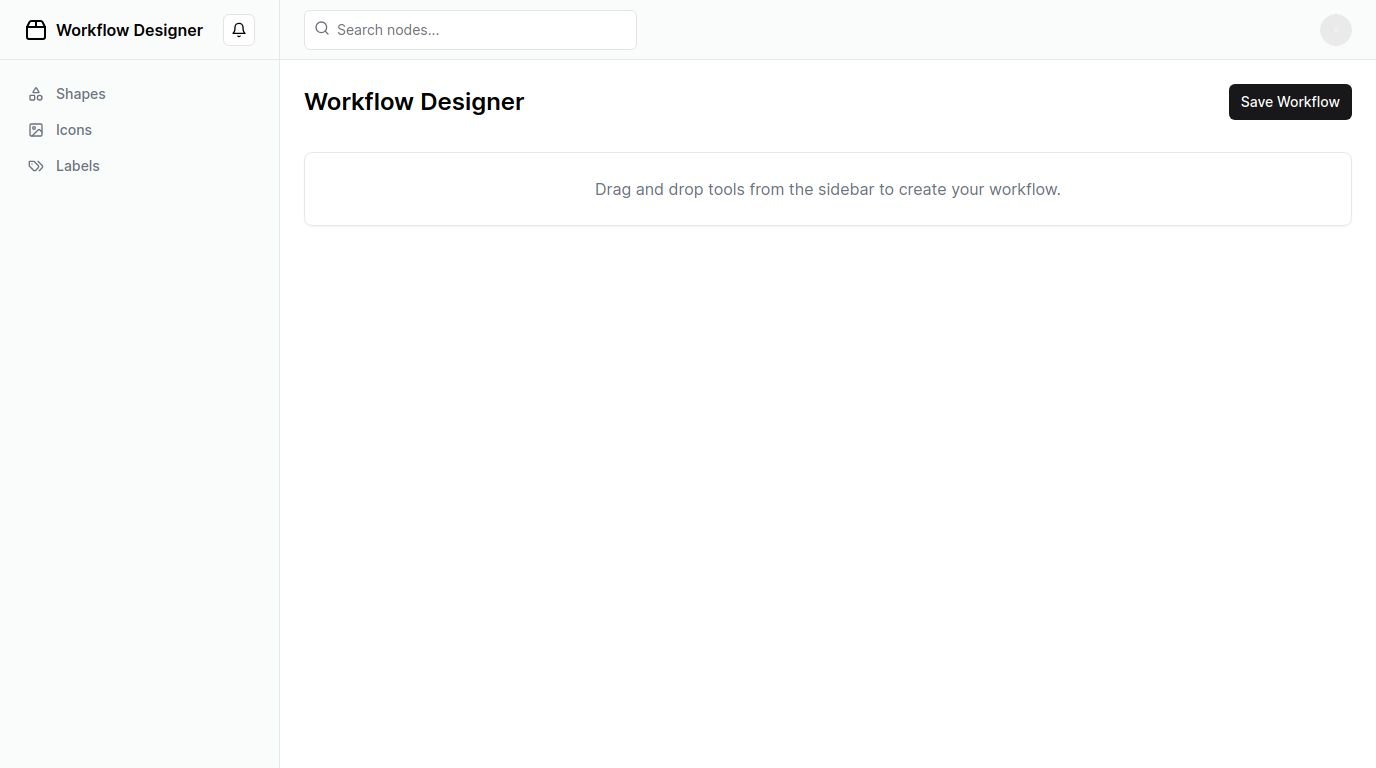 Workflow Designer
Search nodes...
Shapes
Icons
Labels
Workflow Designer
Save Workflow
Drag and drop tools from the sidebar to create your workflow.